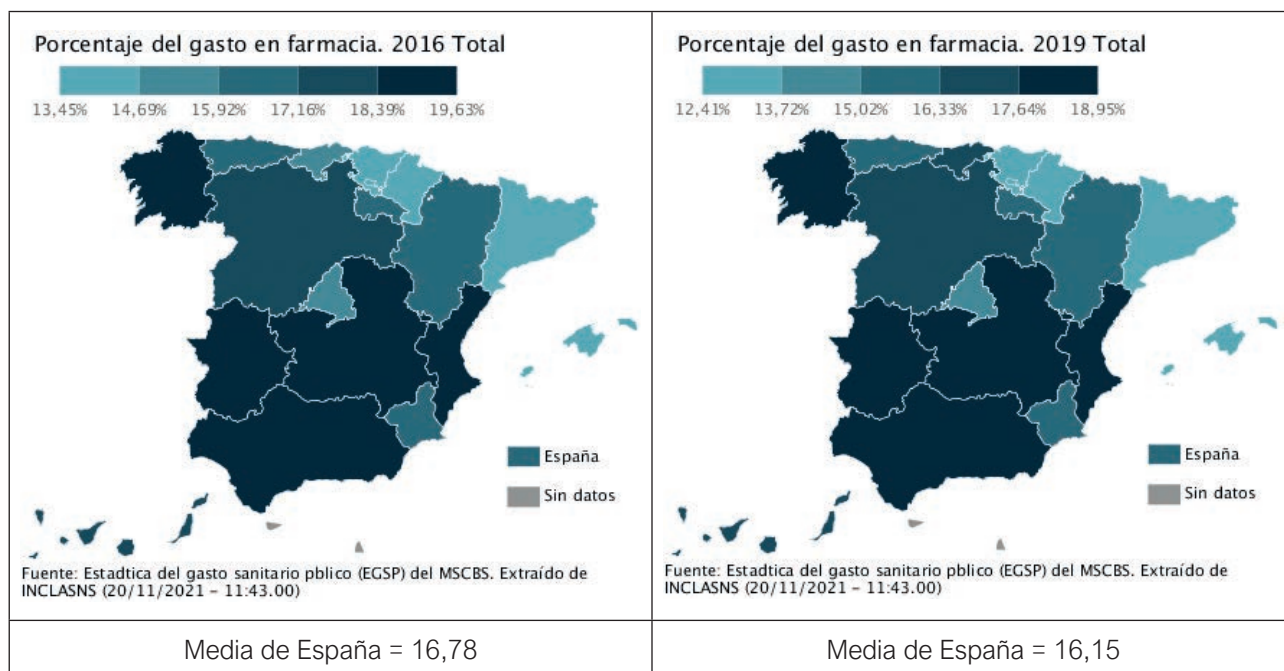 Porcentaje del gasto en farmacia. 2016 Total
13,45% 14,69% 15,92% 17,16% 18,39% 19,63%
España
Sin datos
Fuente: Estadtica del gasto sanitario pblico (EGSP) del MSCBS. Extraído de
INCLASNS (20/11/2021 – 11:43.00)
Media de España = 16,78
Porcentaje del gasto en farmacia. 2019 Total
12,41% 13,72% 15,02% 16,33% 17,64% 18,95%
España
Sin datos
Fuente: Estadtica del gasto sanitario pblico (EGSP) del MSCBS. Extraído de
INCLASNS (20/11/2021 – 11:43.00)
Media de España = 16,15